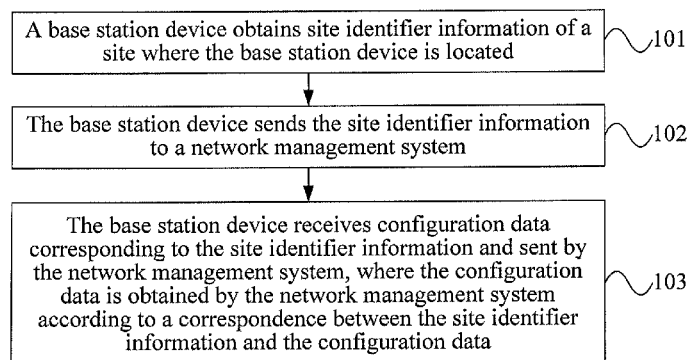 A base station device obtains site identifier information of a
site where the base station device is located
101
The base station device sends the site identifier information
to a network management system
102
The base station device receives configuration data
corresponding to the site identifier information and sent by
the network management system, where the configuration
data is obtained by the network management system
according to a correspondence between the site identifier
information and the configuration data
103